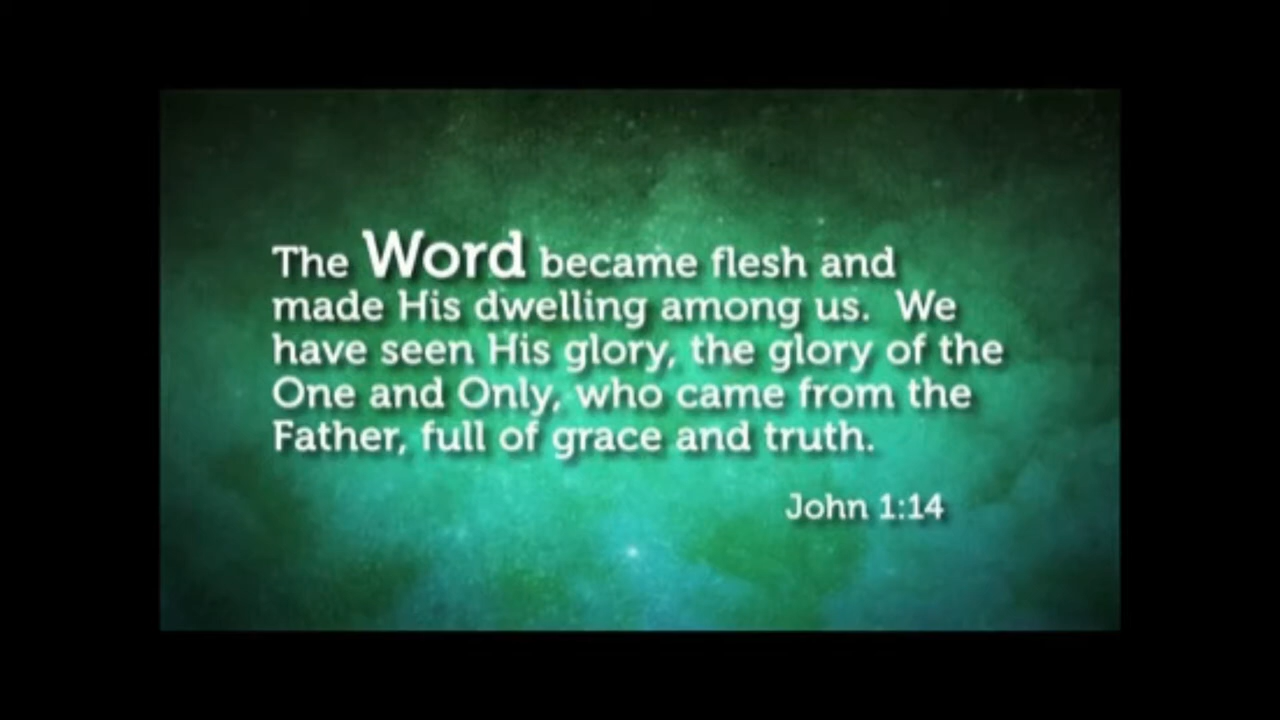 The Word became flesh and
made His dwelling among us.  We
have seen His glory, the glory of the
One and Only, who came from the
Father, full of grace and truth.
John 1:14